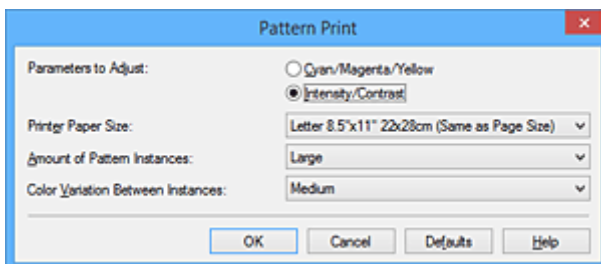 Pattern Print
Parameters to Adjust:
Cyan/Magenta/Yellow
Intensity/Contrast
Printer Paper Size:
Letter 8.5"x11" 22x28cm (Same as Page Size)
Amount of Pattern Instances:
Large
Color Variation Between Instances:
Medium
OK Cancel Defaults Help